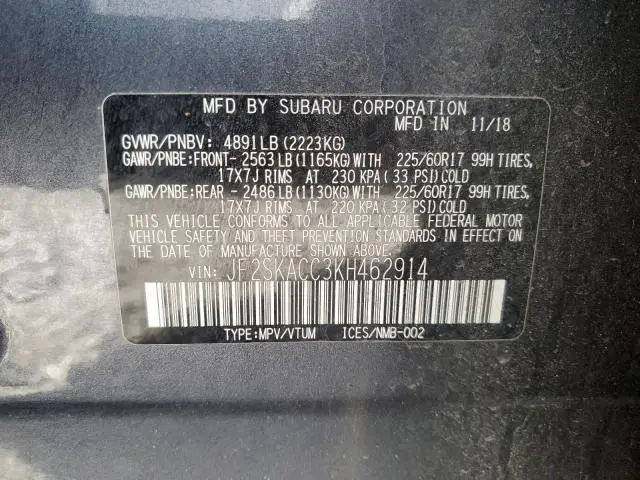 MFD BY SUBARU CORPORATION
MFD IN 11/18
GVWR/PNBV: 4891LB (2223KG)
GAWR/PNBE:FRONT- 2563LB(1165KG)WITH 225/60R17 99H TIRES,
17X7J RIMS AT 230 KPA (33 PSI)COLD
GAWR/PNBE:REAR - 2486LB(1130KG)WITH 225/60R17 99H TIRES,
17X7J RIMS AT 220 KPA (32 PSI)COLD
THIS VEHICLE CONFORMS TO ALL APPLICABLE FEDERAL MOTOR
VEHICLE SAFETY AND THEFT PREVENTION STANDARDS IN EFFECT ON
THE DATE OF MANUFACTURE SHOWN ABOVE.
VIN: JF2SKACC3KH462914
TYPE:MPV/VTUM ICES/NMB-002